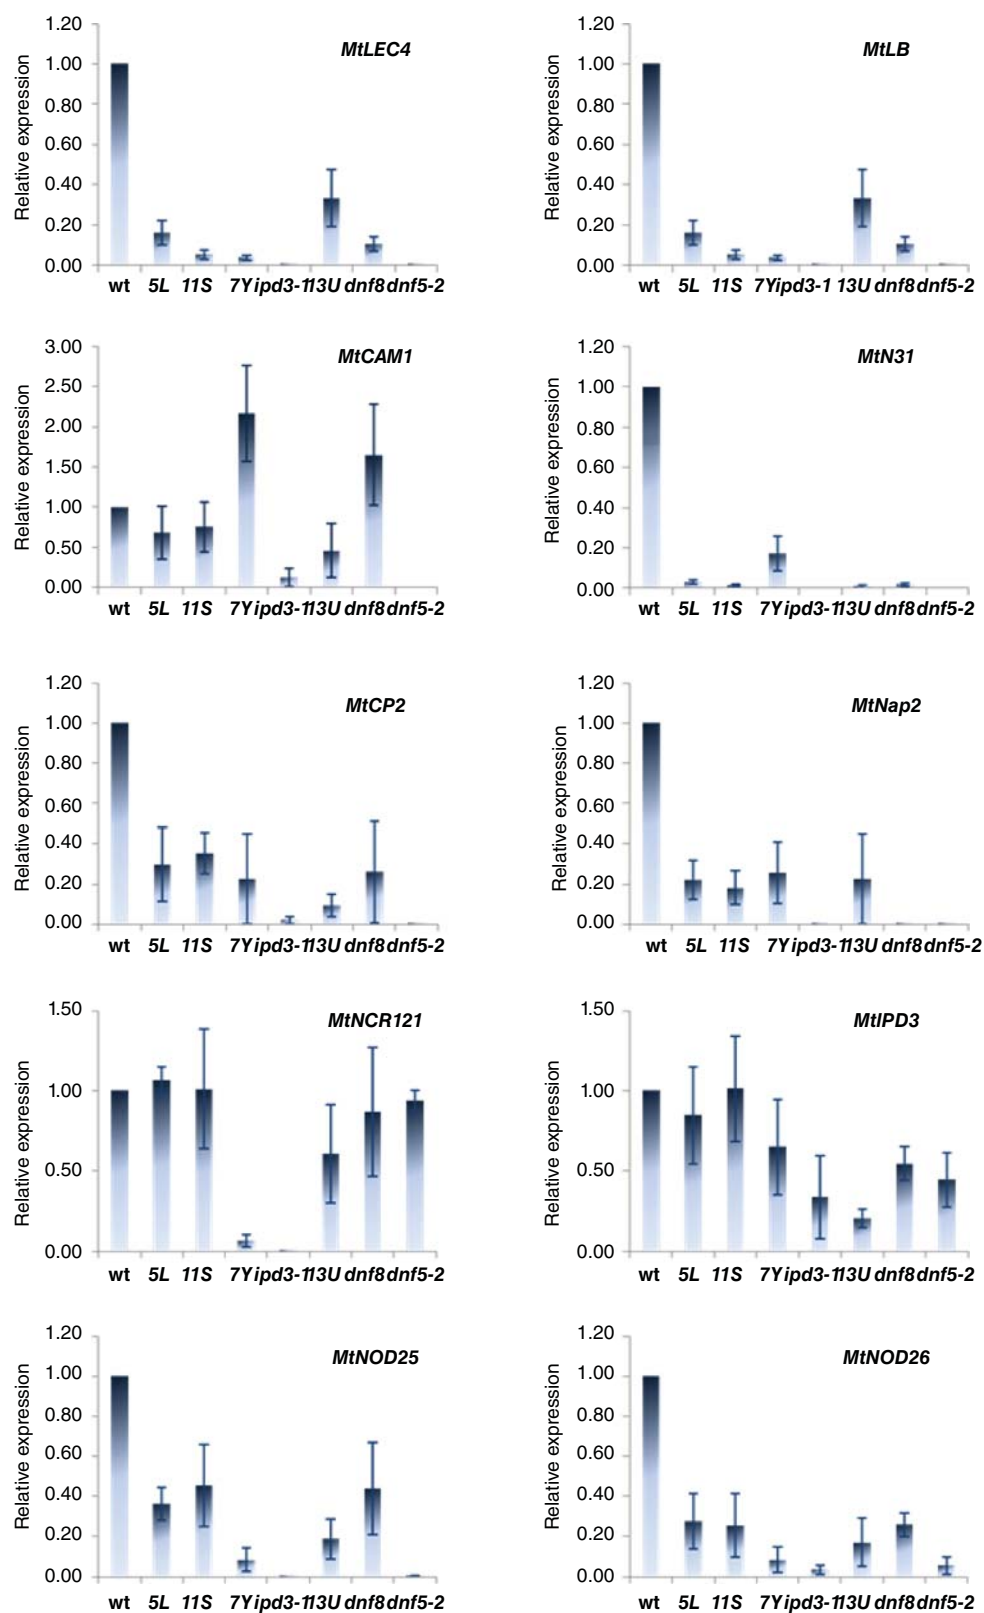 1.20
MtLEC4
1.00
0.80
0.60
0.40
0.20
0.00
Relative expression
wt 5L 11S 7Y ipd3-1 13U dnf8 dnf5-2
1.20
MtLB
1.00
0.80
0.60
0.40
0.20
0.00
Relative expression
wt 5L 11S 7Y ipd3-1 13U dnf8 dnf5-2
3.00
MtCAM1
2.50
2.00
1.50
1.00
0.50
0.00
Relative expression
wt 5L 11S 7Y ipd3-1 13U dnf8 dnf5-2
1.20
MtN31
1.00
0.80
0.60
0.40
0.20
0.00
Relative expression
wt 5L 11S 7Y ipd3-1 13U dnf8 dnf5-2
1.20
MtCP2
1.00
0.80
0.60
0.40
0.20
0.00
Relative expression
wt 5L 11S 7Y ipd3-1 13U dnf8 dnf5-2
1.20
MtNap2
1.00
0.80
0.60
0.40
0.20
0.00
Relative expression
wt 5L 11S 7Y ipd3-1 13U dnf8 dnf5-2
1.50
MtNCR121
1.00
0.50
0.00
Relative expression
wt 5L 11S 7Y ipd3-1 13U dnf8 dnf5-2
1.50
MtIPD3
1.00
0.50
0.00
Relative expression
wt 5L 11S 7Y ipd3-1 13U dnf8 dnf5-2
1.20
MtNOD25
1.00
0.80
0.60
0.40
0.20
0.00
Relative expression
wt 5L 11S 7Y ipd3-1 13U dnf8 dnf5-2
1.20
MtNOD26
1.00
0.80
0.60
0.40
0.20
0.00
Relative expression
wt 5L 11S 7Y ipd3-1 13U dnf8 dnf5-2